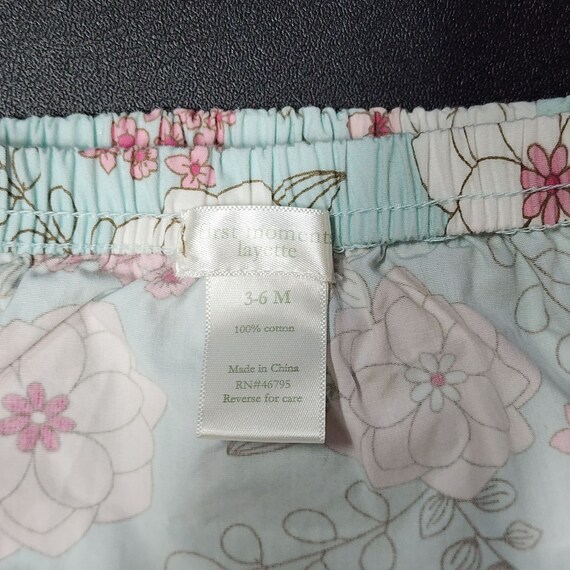 first moments
layette
3-6 M
100% cotton
Made in China
RN#46795
Reverse for care